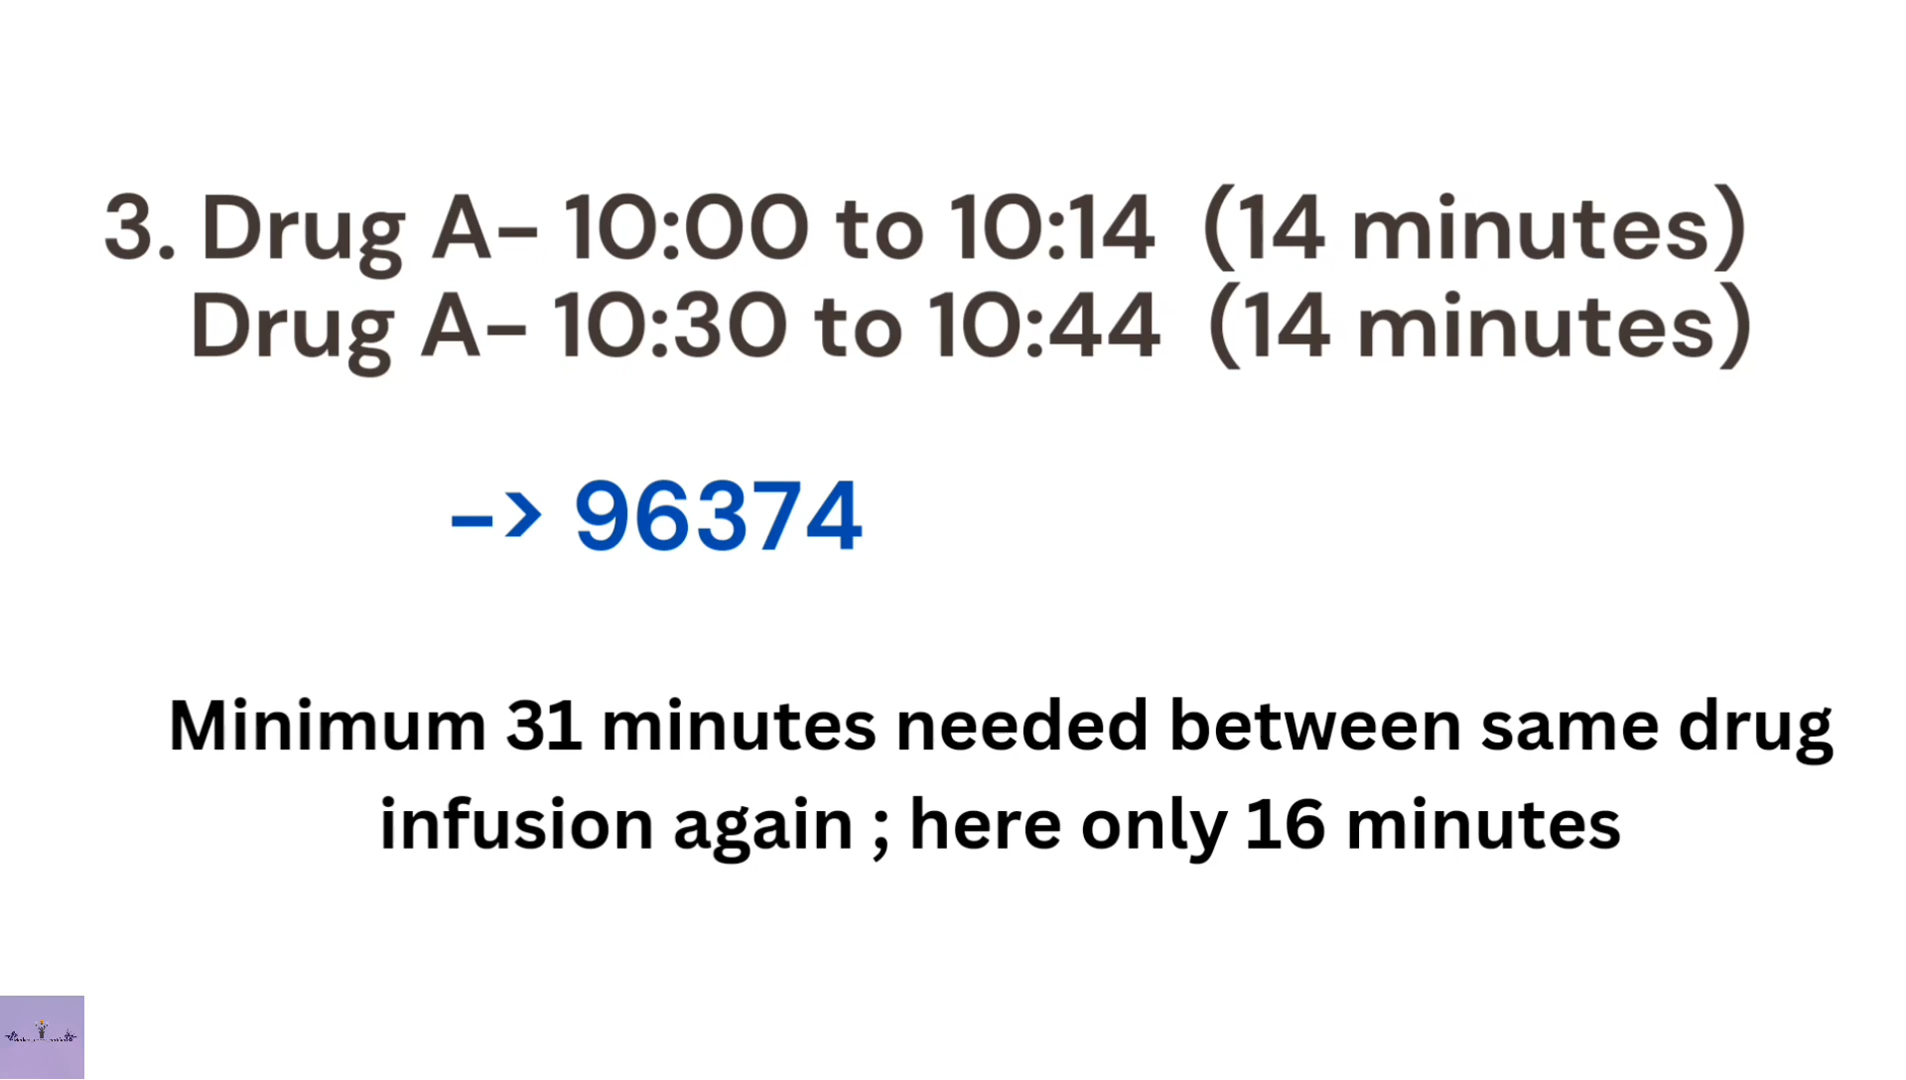 3. Drug A– 10:00 to 10:14 (14 minutes)
Drug A– 10:30 to 10:44 (14 minutes)
–> 96374
Minimum 31 minutes needed between same drug
infusion again ; here only 16 minutes